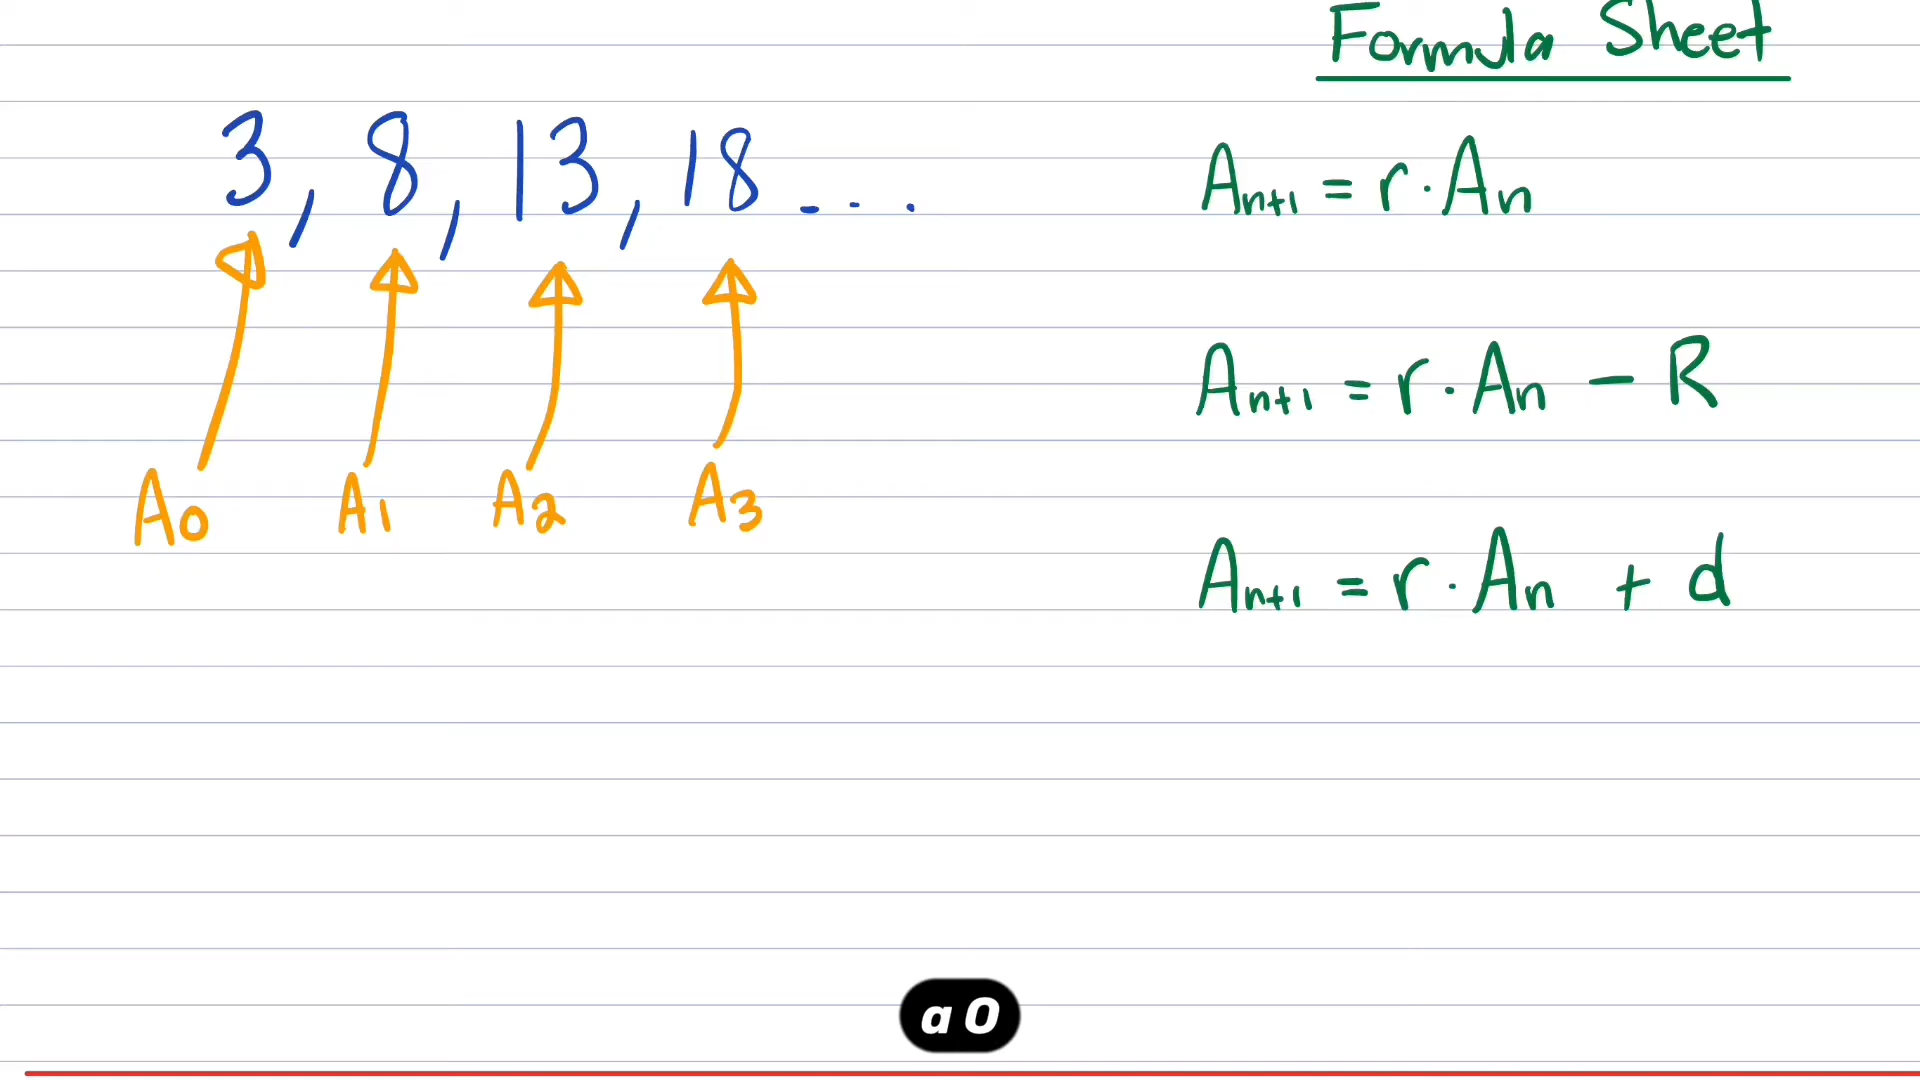 Formula Sheet
3, 8, 13, 18 ...
Aₙ₊₁ = r · Aₙ
Aₙ₊₁ = r · Aₙ − R
A₀ A₁ A₂ A₃
Aₙ₊₁ = r · Aₙ + d
a 0